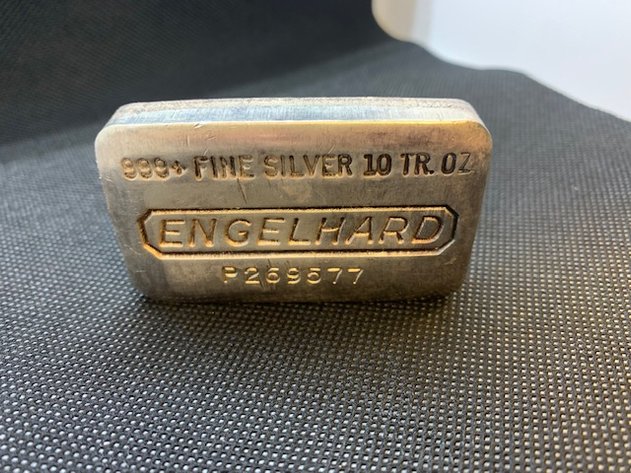 999+ FINE SILVER 10 TR. OZ
ENGELHARD
P269577